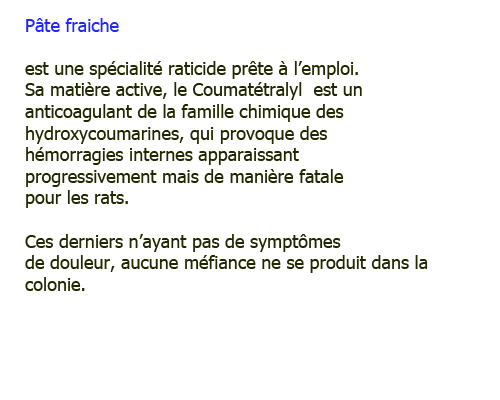 Pâte fraiche
est une spécialité raticide prête à l’emploi.
Sa matière active, le Coumatétralyl  est un
anticoagulant de la famille chimique des
hydroxycoumarines, qui provoque des
hémorragies internes apparaissant
progressivement mais de manière fatale
pour les rats.
Ces derniers n’ayant pas de symptômes
de douleur, aucune méfiance ne se produit dans la
colonie.